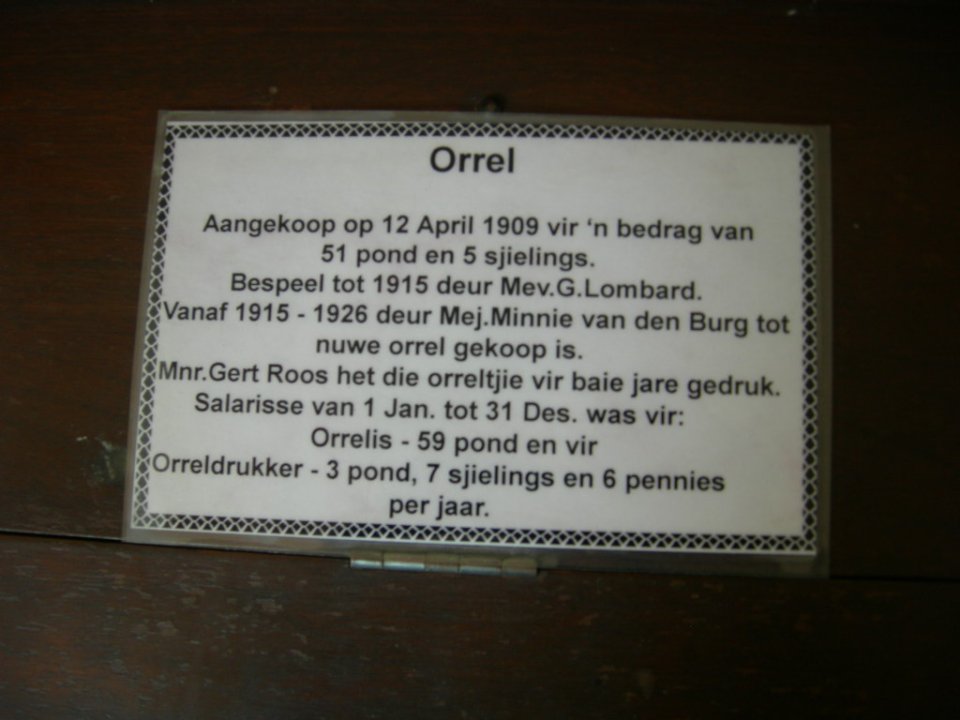 Orrel
Aangekoop op 12 April 1909 vir ‘n bedrag van
51 pond en 5 sjielings.
Bespeel tot 1915 deur Mev.G.Lombard.
Vanaf 1915 - 1926 deur Mej.Minnie van den Burg tot
nuwe orrel gekoop is.
Mnr.Gert Roos het die orreltjie vir baie jare gedruk.
Salarisse van 1 Jan. tot 31 Des. was vir:
Orrelis - 59 pond en vir
Orreldrukker - 3 pond, 7 sjielings en 6 pennies
per jaar.